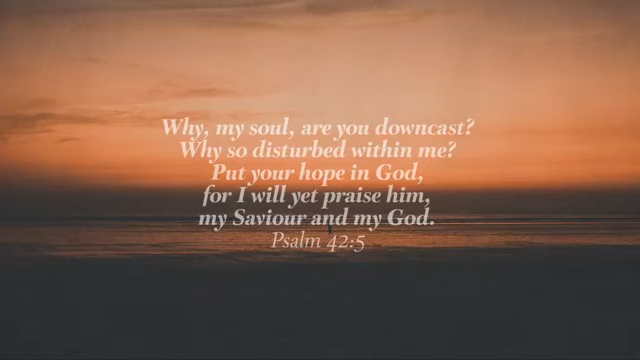 Why, my soul, are you downcast?
Why so disturbed within me?
Put your hope in God,
for I will yet praise him,
my Saviour and my God.
Psalm 42:5